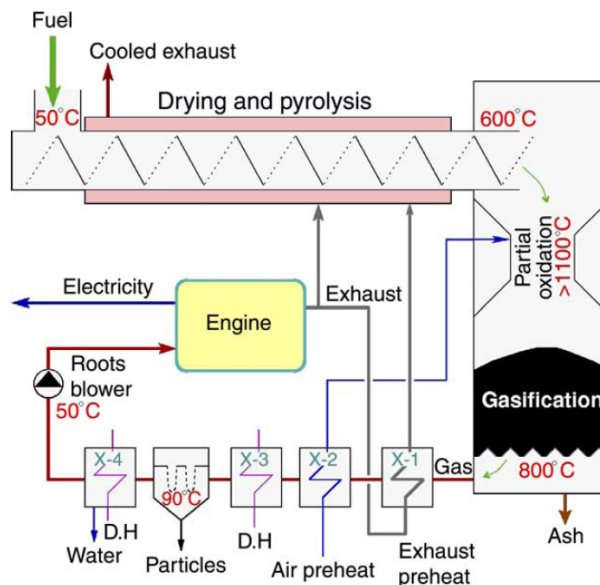 Fuel
Cooled exhaust
50°C
Drying and pyrolysis
600°C
Partial
oxidation
>1100°C
Electricity
Engine
Exhaust
Roots
blower
50°C
Gasification
X-4
90°C
X-3
X-2
X-1
Gas
800°C
D.H
Water
Particles
D.H
Air preheat
Exhaust
preheat
Ash